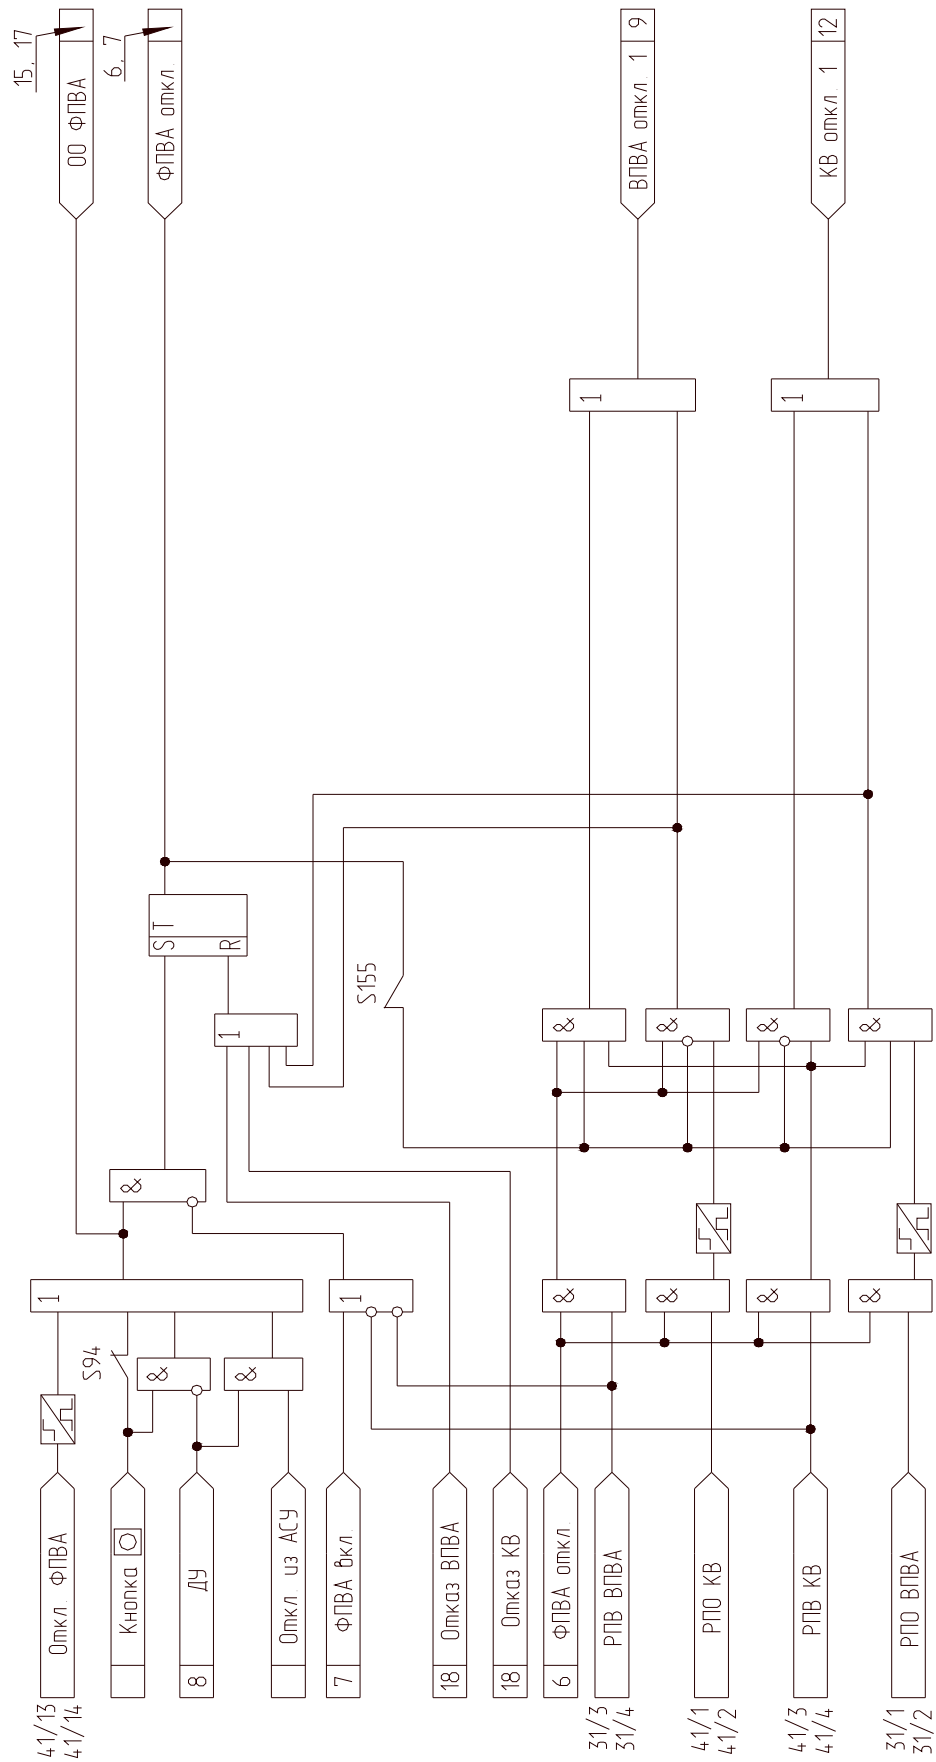 41/13
41/14
Откл. ФПВА
Кнопка
8 ДУ
Откл. из АСУ
7 ФПВА вкл.
18 Отказ ВПВА
18 Отказ КВ
6 ФПВА откл.
31/3
31/4
РПВ ВПВА
41/1
41/2
РПО КВ
41/3
41/4
РПВ КВ
31/1
31/2
РПО ВПВА
S94
&
&
1
1
&
&
&
&
&
1
S T
R
S155
&
&
&
&
1
1
ОО ФПВА
15, 17
ФПВА откл.
6, 7
ВПВА откл. 1 9
КВ откл. 1 12